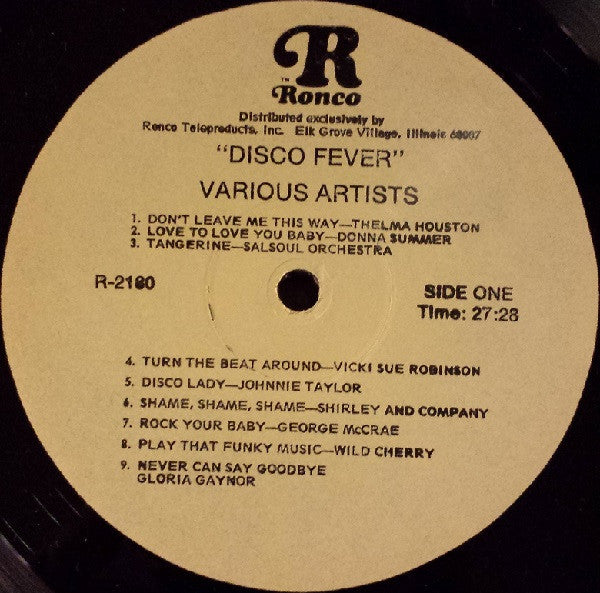 R
TM
Ronco
Distributed exclusively by
Ronco Teleproducts, Inc. Elk Grove Village, Illinois 60007
"DISCO FEVER"
VARIOUS ARTISTS
1. DON'T LEAVE ME THIS WAY—THELMA HOUSTON
2. LOVE TO LOVE YOU BABY—DONNA SUMMER
3. TANGERINE—SALSOUL ORCHESTRA
R-2180
SIDE ONE
Time: 27:28
4. TURN THE BEAT AROUND—VICKI SUE ROBINSON
5. DISCO LADY—JOHNNIE TAYLOR
6. SHAME, SHAME, SHAME—SHIRLEY AND COMPANY
7. ROCK YOUR BABY—GEORGE McCRAE
8. PLAY THAT FUNKY MUSIC—WILD CHERRY
9. NEVER CAN SAY GOODBYE
GLORIA GAYNOR